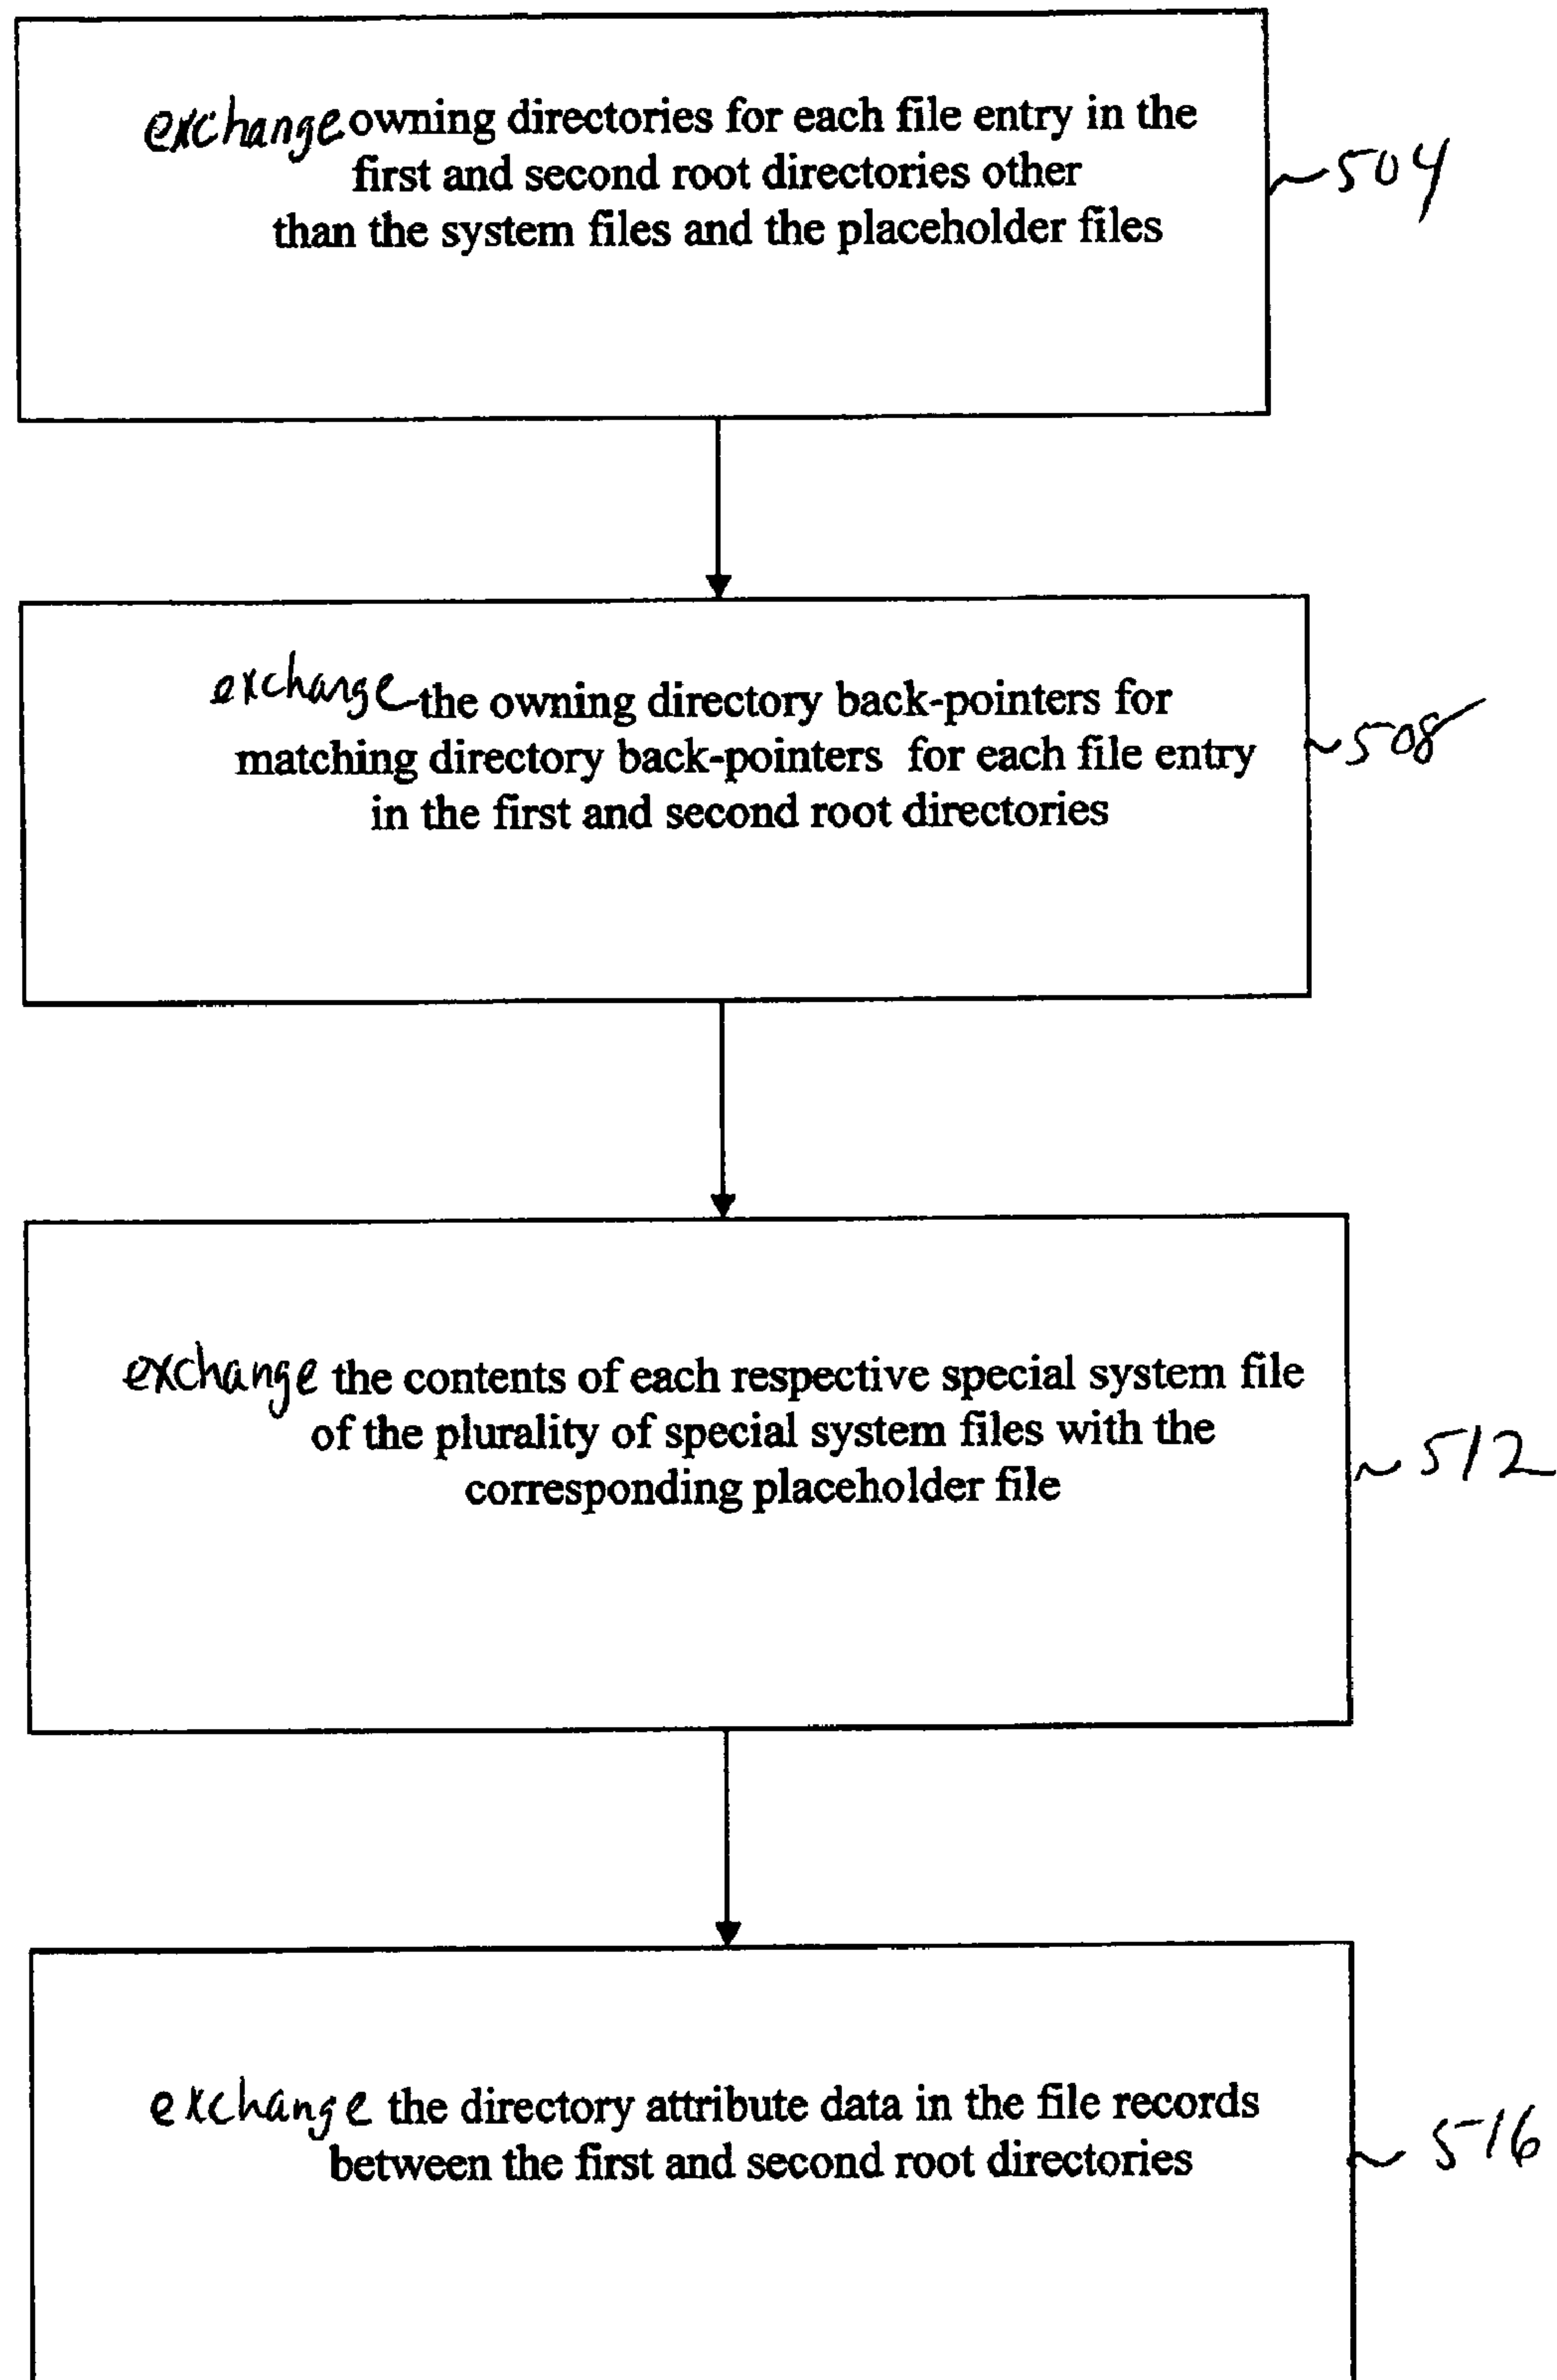 exchange owning directories for each file entry in the
first and second root directories other
than the system files and the placeholder files
504
exchange the owning directory back-pointers for
matching directory back-pointers for each file entry
in the first and second root directories
508
exchange the contents of each respective special system file
of the plurality of special system files with the
corresponding placeholder file
512
exchange the directory attribute data in the file records
between the first and second root directories
516